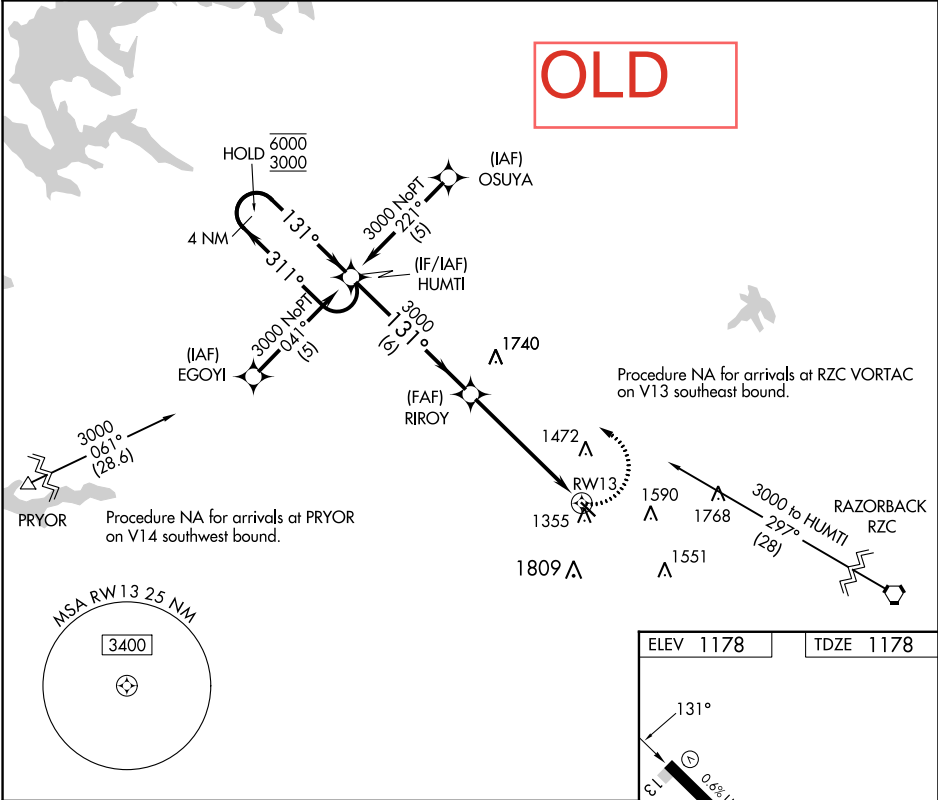 OLD
HOLD
6000
3000
4 NM
131°
311°
(IAF)
OSUYA
3000 NoPT
221°
(5)
(IF/IAF)
HUMTI
3000 NoPT
041°
(5)
(IAF)
EGOYI
3000
131°
(6)
1740
(FAF)
RIROY
Procedure NA for arrivals at RZC VORTAC
on V13 southeast bound.
3000
061°
(28.6)
PRYOR
Procedure NA for arrivals at PRYOR
on V14 southwest bound.
1472
RW13
1355
1590
1768
1809
1551
3000 to HUMTI
297°
(28)
RAZORBACK
RZC
MSA RW13 25 NM
3400
ELEV 1178
TDZE 1178
131°
V
13